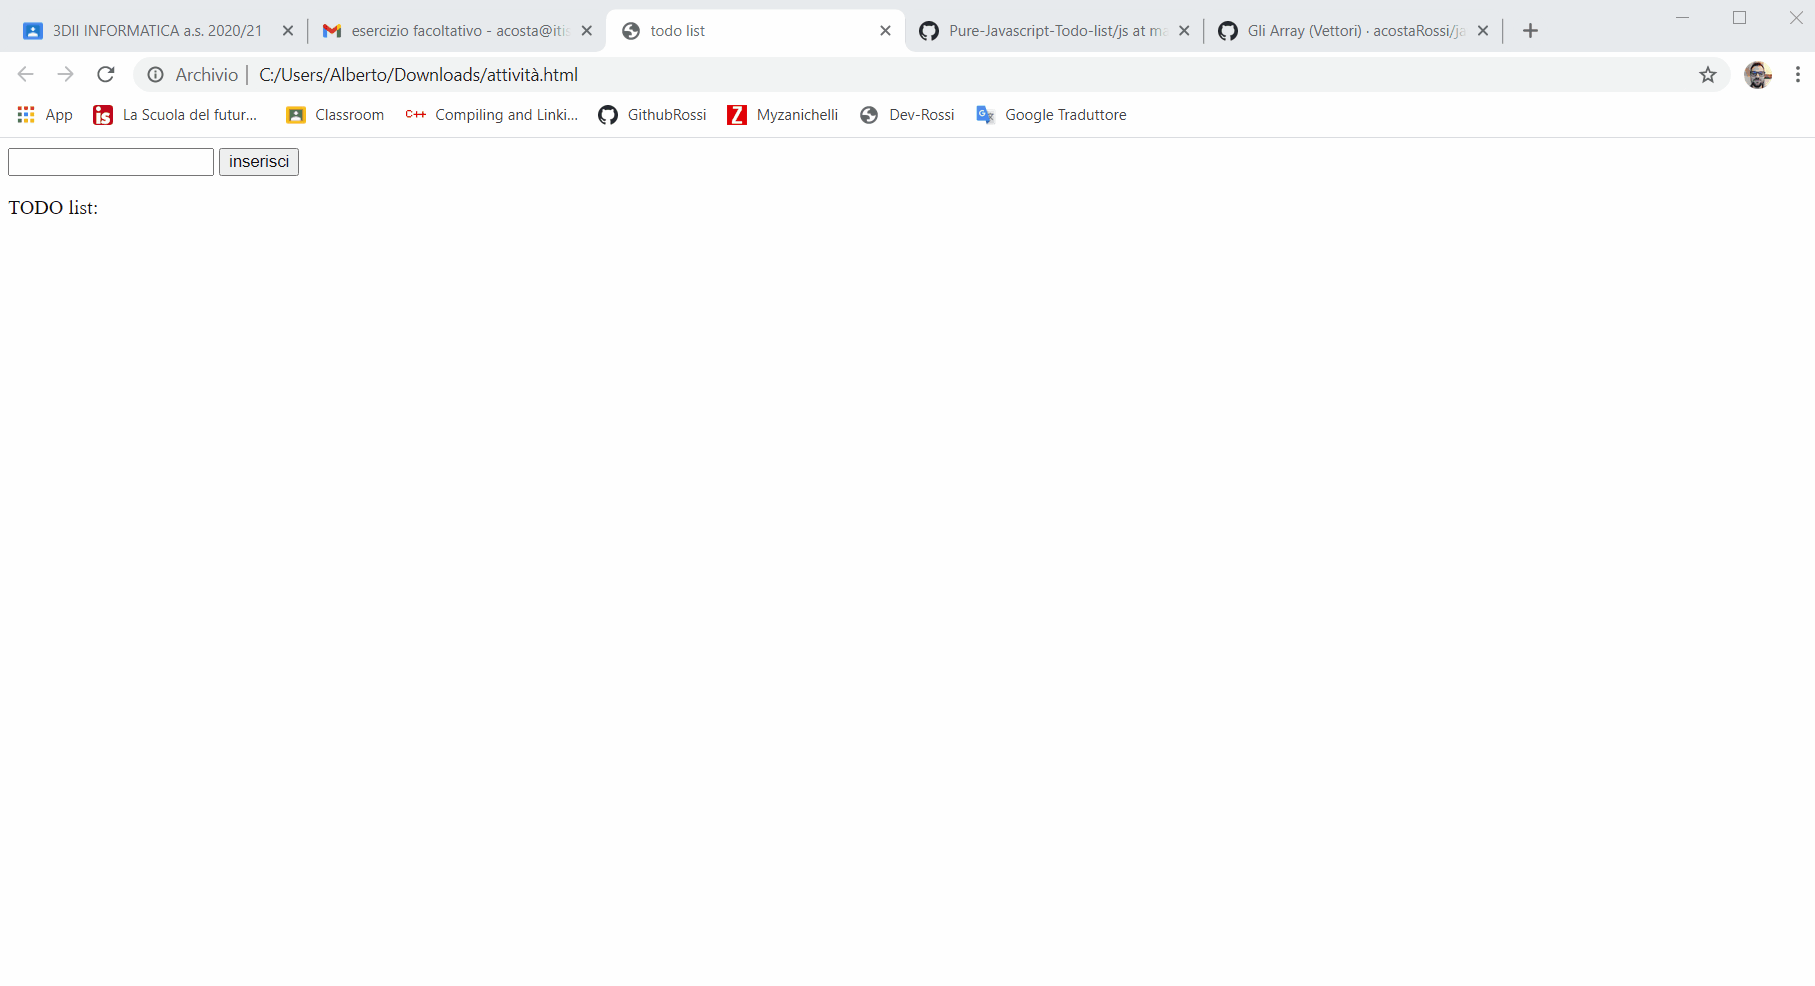 3DII INFORMATICA a.s. 2020/21
esercizio facoltativo - acosta@itis
todo list
Pure-Javascript-Todo-list/js at ma
Gli Array (Vettori) · acostaRossi/ja
Archivio | C:/Users/Alberto/Downloads/attività.html
App
La Scuola del futur...
Classroom
C++ Compiling and Linki...
GithubRossi
Z Myzanichelli
Dev-Rossi
Google Traduttore
inserisci
TODO list: